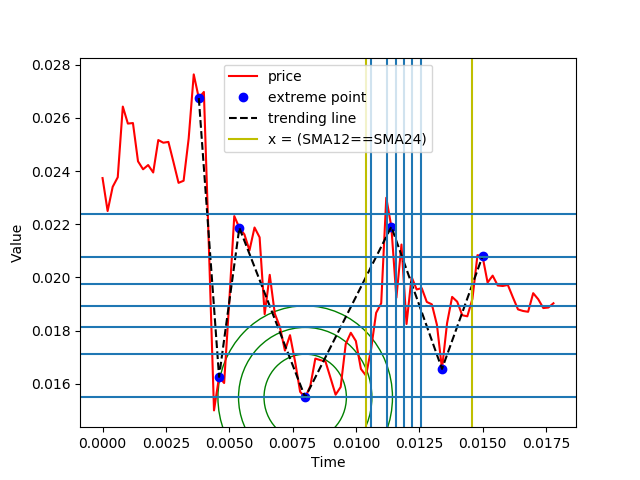 0.028
0.026
0.024
0.022
0.020
0.018
0.016
Value
price
extreme point
trending line
x = (SMA12==SMA24)
0.0000 0.0025 0.0050 0.0075 0.0100 0.0125 0.0150 0.0175
Time